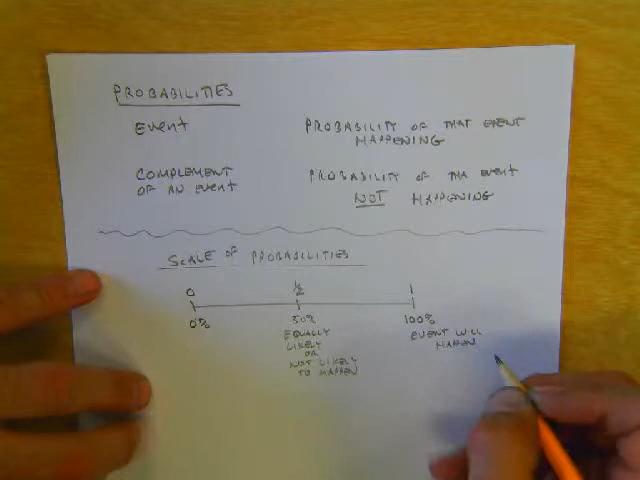 PROBABILITIES
EVENT
PROBABILITY OF THAT EVENT
HAPPENING
COMPLEMENT
OF AN EVENT
PROBABILITY OF THE EVENT
NOT HAPPENING
SCALE OF PROBABILITIES
0 1/2 1
0% 50% 100%
EQUALLY
LIKELY
OR
NOT LIKELY
TO HAPPEN
EVENT WILL
HAPPEN